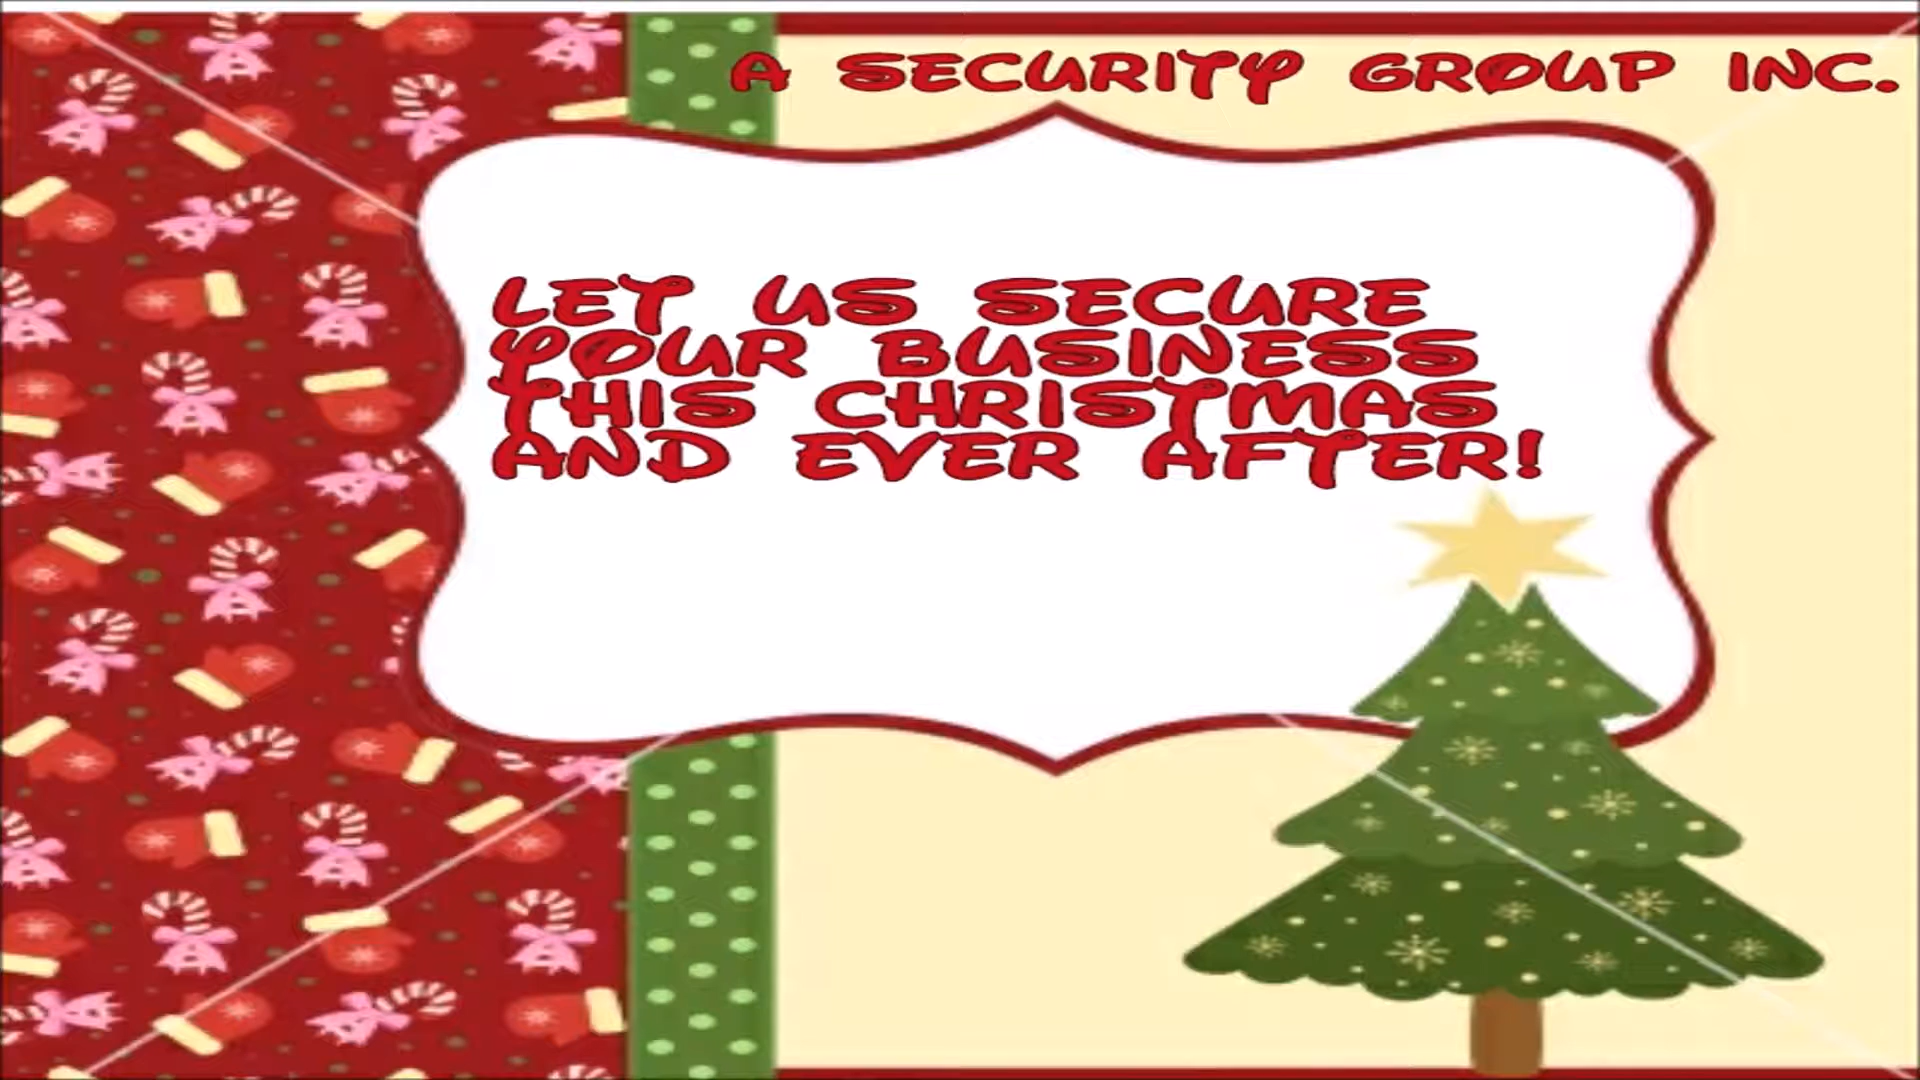 A SECURITY GROUP INC.
LET US SECURE
YOUR BUSINESS
THIS CHRISTMAS
AND EVER AFTER!